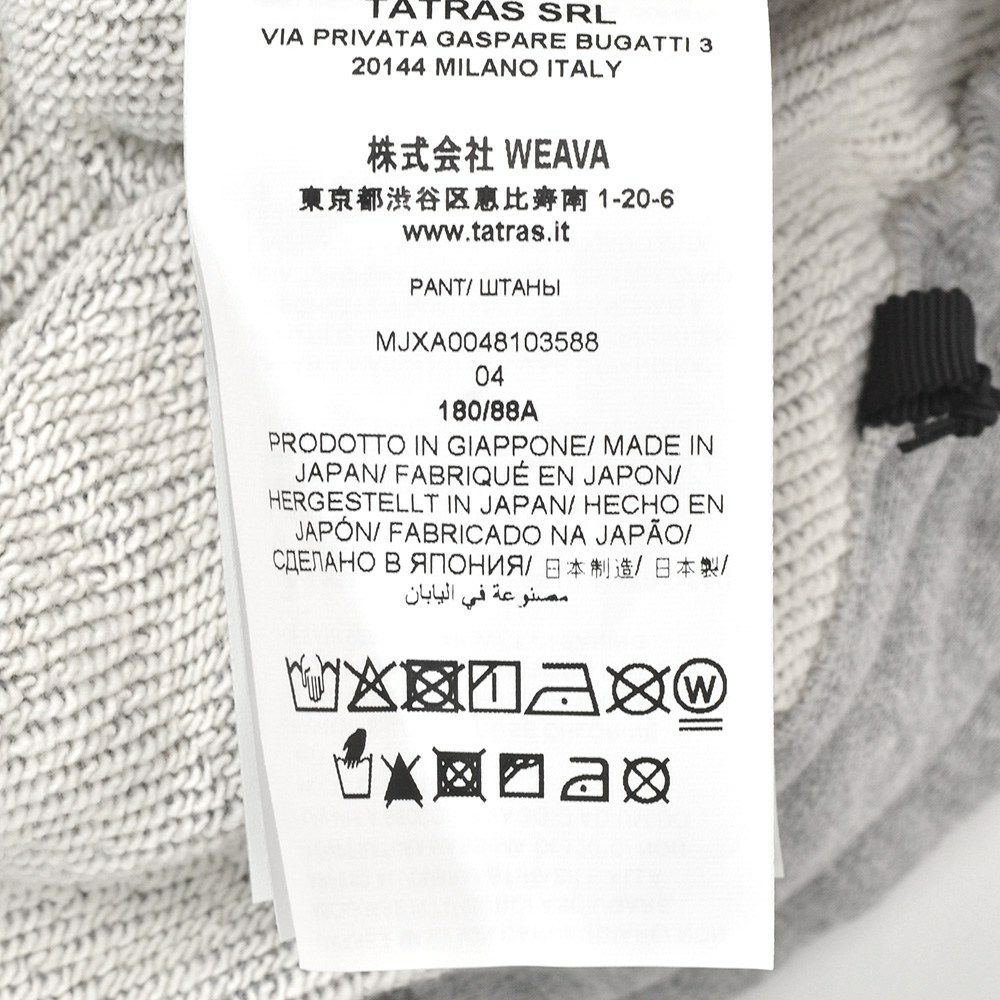 TATRAS SRL
VIA PRIVATA GASPARE BUGATTI 3
20144 MILANO ITALY
株式会社 WEAVA
東京都渋谷区恵比寿南 1-20-6
www.tatras.it
PANT/ ШТАНЫ
MJXA0048103588
04
180/88A
PRODOTTO IN GIAPPONE/ MADE IN
JAPAN/ FABRIQUÉ EN JAPON/
HERGESTELLT IN JAPAN/ HECHO EN
JAPÓN/ FABRICADO NA JAPÃO/
СДЕЛАНО В ЯПОНИЯ/ 日本制造/ 日本製/
مصنوعة في اليابان
W